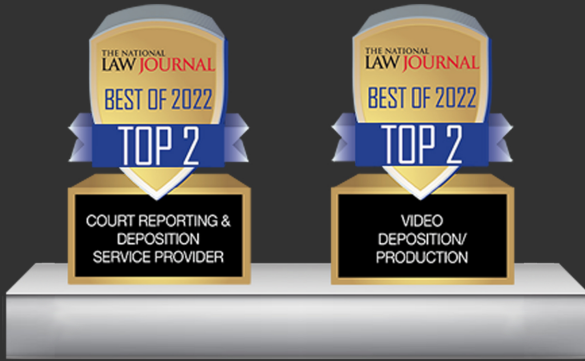 THE NATIONAL
LAW JOURNAL
BEST OF 2022
TOP 2
COURT REPORTING &
DEPOSITION
SERVICE PROVIDER
THE NATIONAL
LAW JOURNAL
BEST OF 2022
TOP 2
VIDEO
DEPOSITION/
PRODUCTION